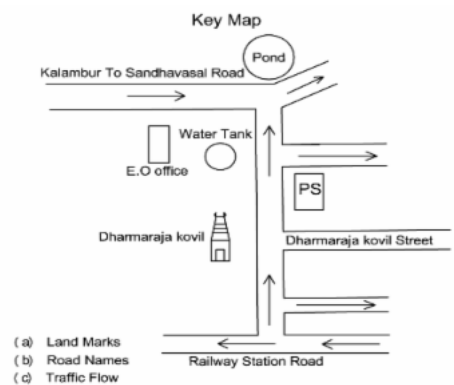 Key Map
Pond
Kalambur To Sandhavasal Road
Water Tank
E.O office
PS
Dharmaraja kovil
Dharmaraja kovil Street
(a) Land Marks
(b) Road Names
Railway Station Road
(c) Traffic Flow